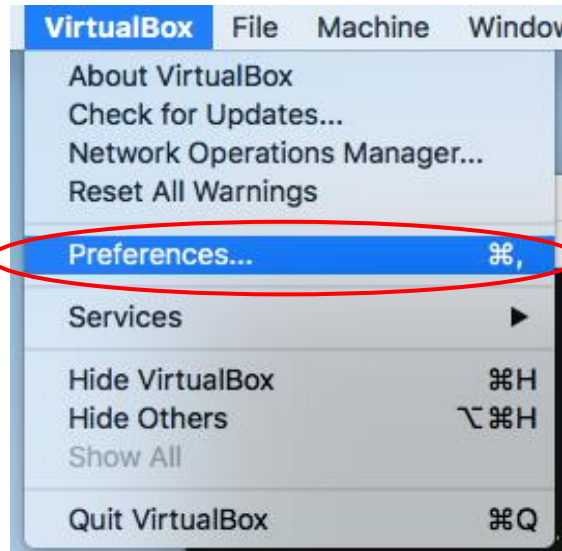 VirtualBox File Machine Window
About VirtualBox
Check for Updates...
Network Operations Manager...
Reset All Warnings
Preferences... ⌘,
Services ▶
Hide VirtualBox ⌘H
Hide Others ⌥⌘H
Show All
Quit VirtualBox ⌘Q